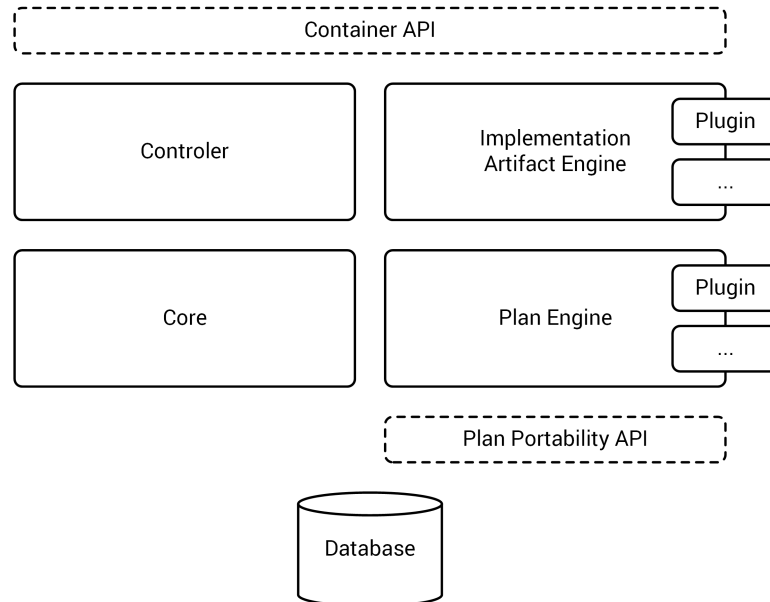 Container API
Controler
Implementation
Artifact Engine
Plugin
...
Core
Plan Engine
Plugin
...
Plan Portability API
Database